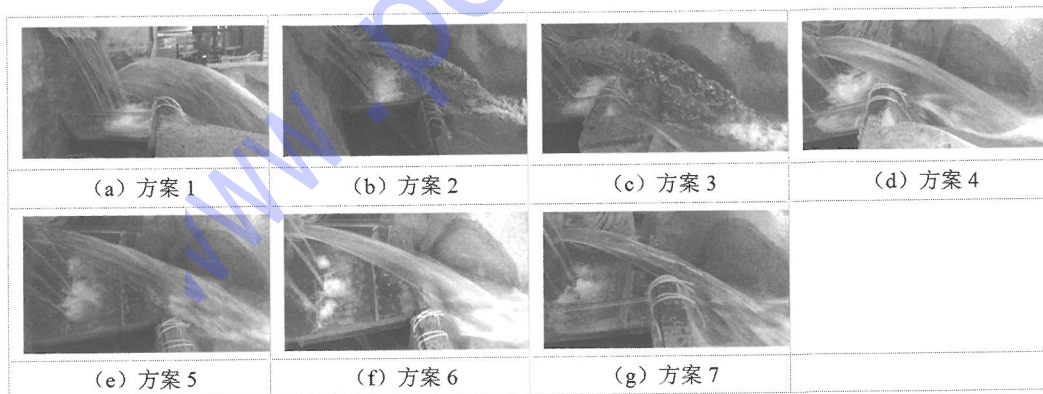 (a) 方案 1
(b) 方案 2
(c) 方案 3
(d) 方案 4
(e) 方案 5
(f) 方案 6
(g) 方案 7